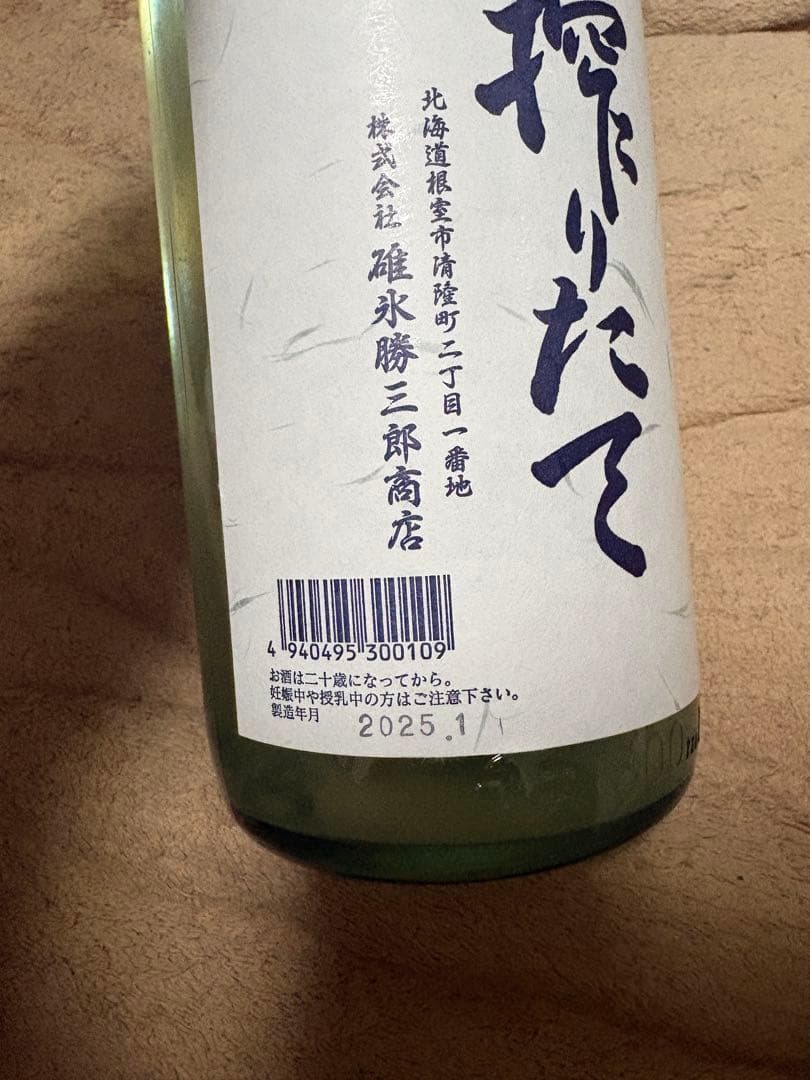 搾りたて
北海道根室市清隆町二丁目一番地
株式会社 碓氷勝三郎商店
4 940495 300109
お酒は二十歳になってから。
妊娠中や授乳中の方はご注意下さい。
製造年月 2025.1